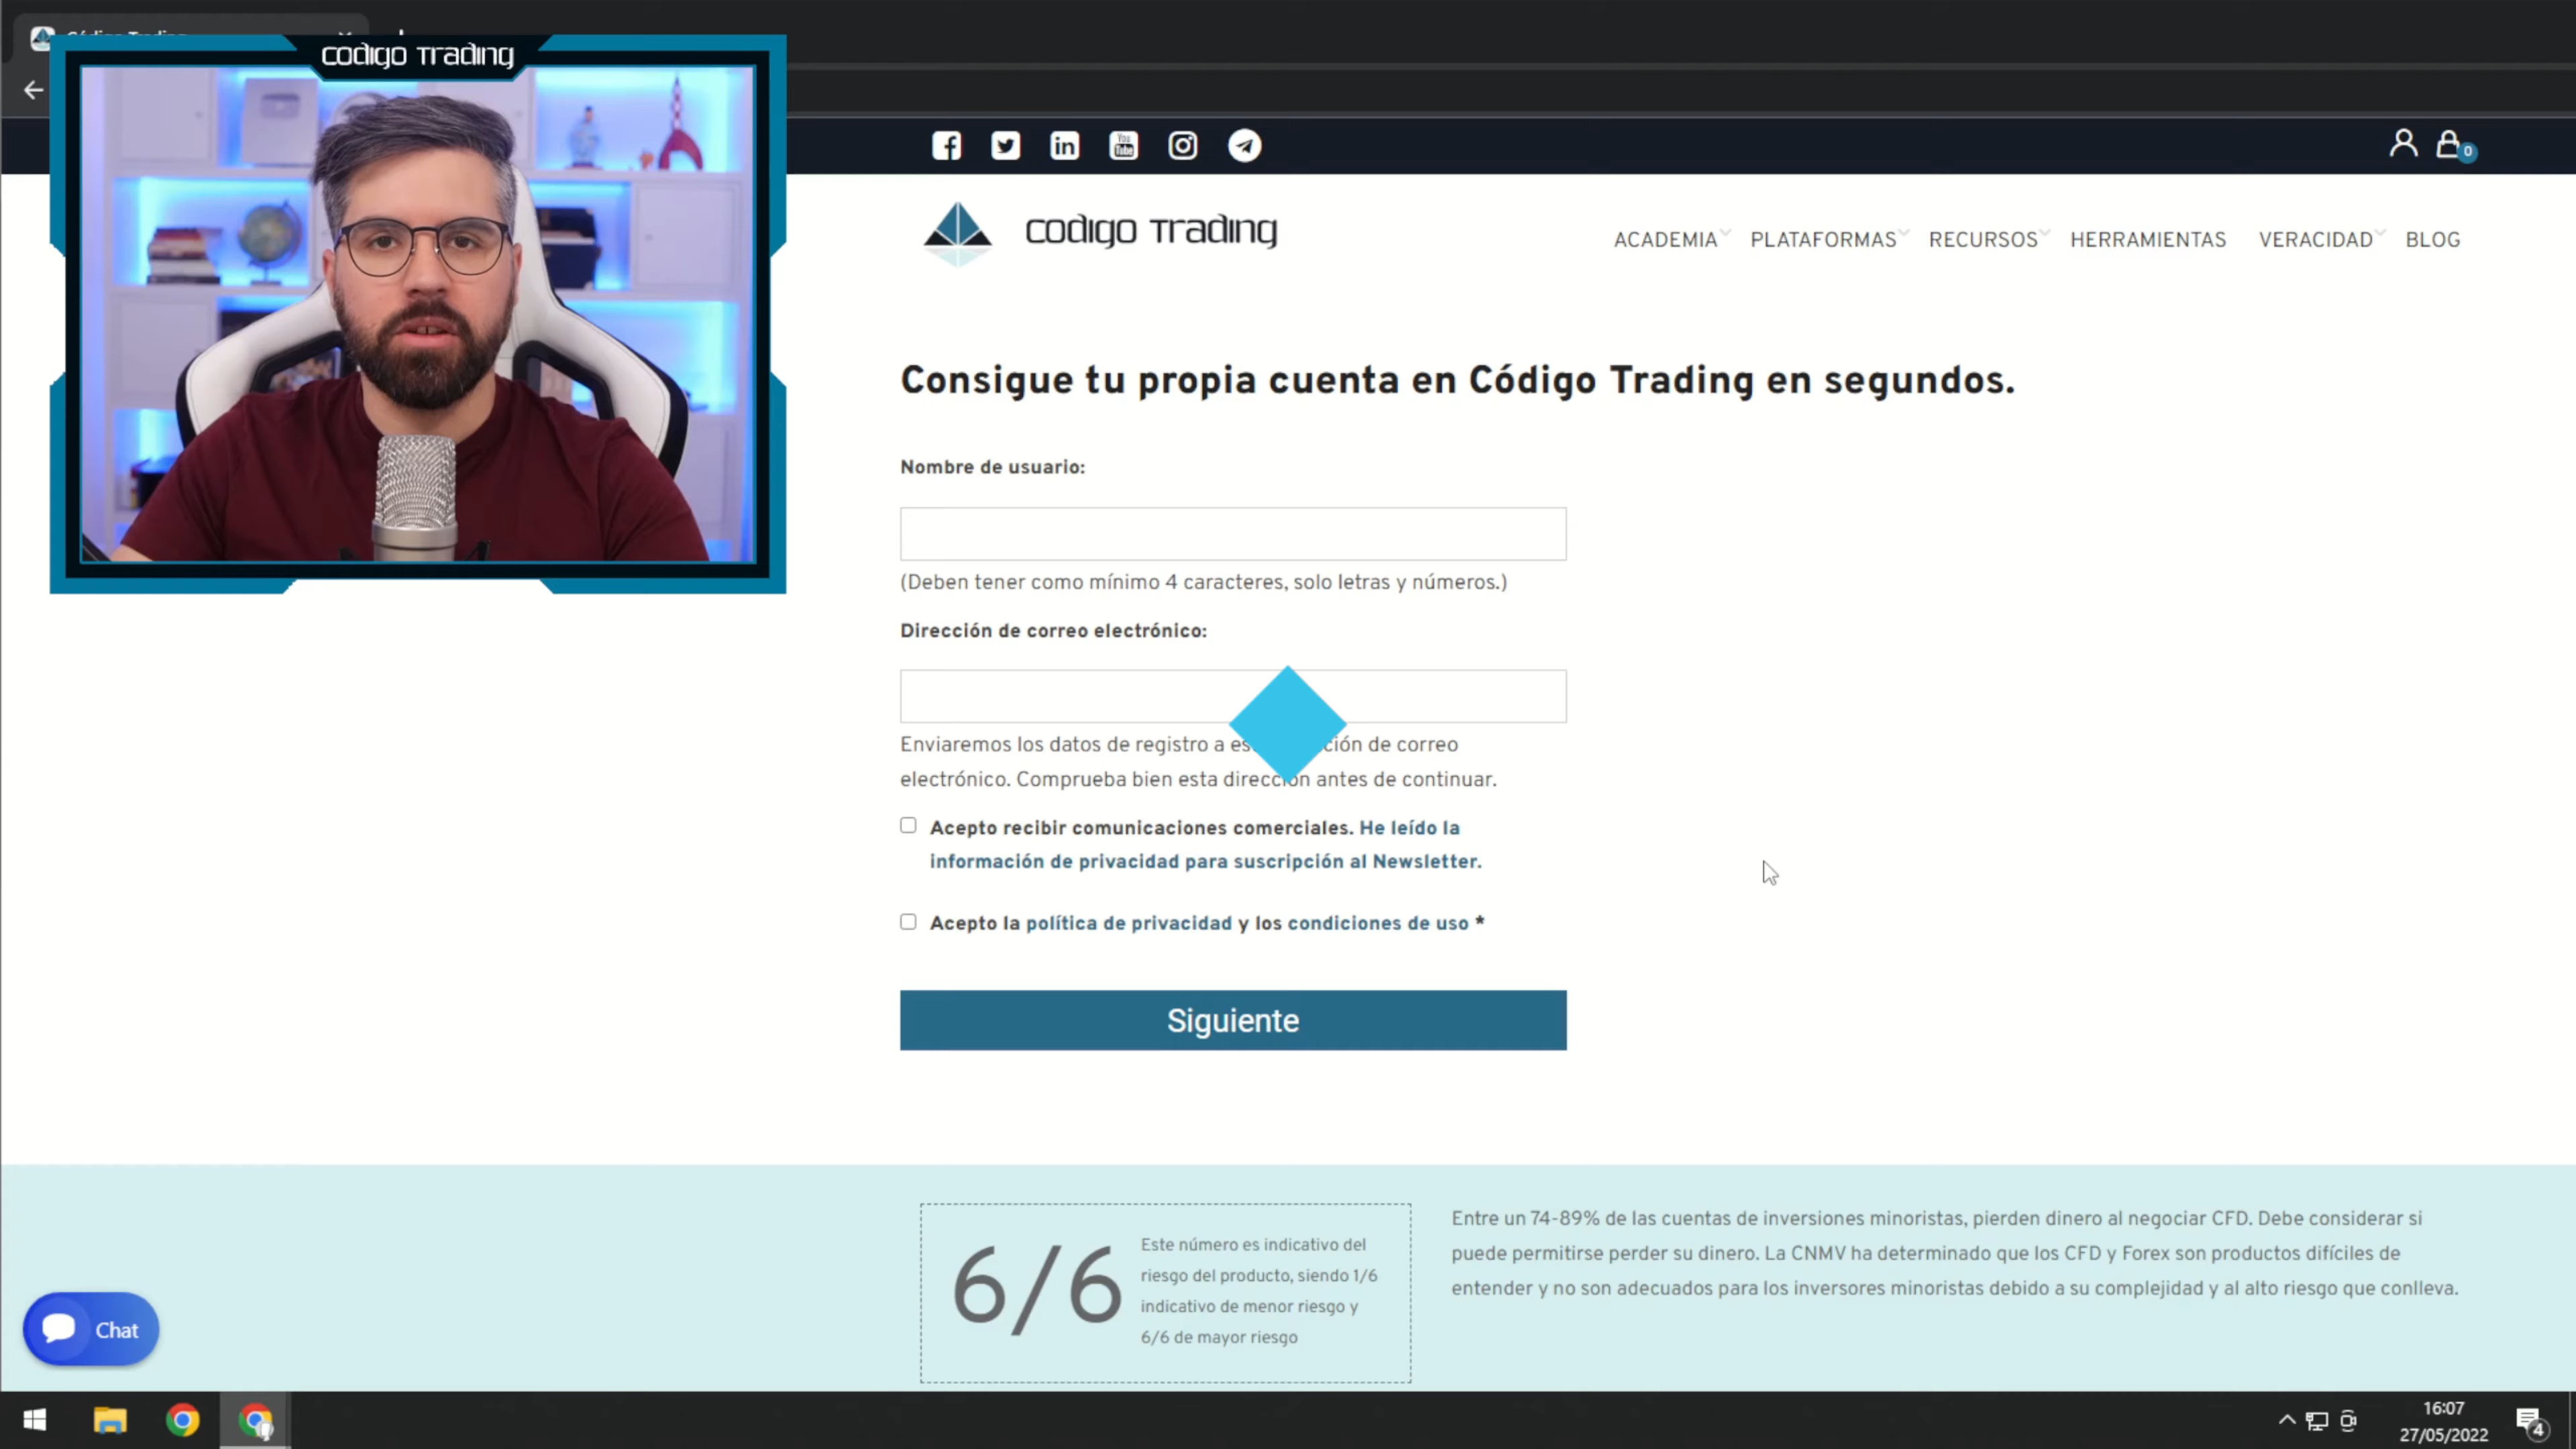 Código Trading
codigo Trading
0
codigo Trading
ACADEMIA PLATAFORMAS RECURSOS HERRAMIENTAS VERACIDAD BLOG
Consigue tu propia cuenta en Código Trading en segundos.
Nombre de usuario:
(Deben tener como mínimo 4 caracteres, solo letras y números.)
Dirección de correo electrónico:
Enviaremos los datos de registro a de correo
electrónico. Comprueba bien esta dirección antes de continuar.
Acepto recibir comunicaciones comerciales. He leído la
información de privacidad para suscripción al Newsletter.
Acepto la política de privacidad y los condiciones de uso *
Siguiente
6/6
Este número es indicativo del
riesgo del producto, siendo 1/6
indicativo de menor riesgo y
6/6 de mayor riesgo
Entre un 74-89% de las cuentas de inversiones minoristas, pierden dinero al negociar CFD. Debe considerar si
puede permitirse perder su dinero. La CNMV ha determinado que los CFD y Forex son productos difíciles de
entender y no son adecuados para los inversores minoristas debido a su complejidad y al alto riesgo que conlleva.
Chat
16:07
27/05/2022
4